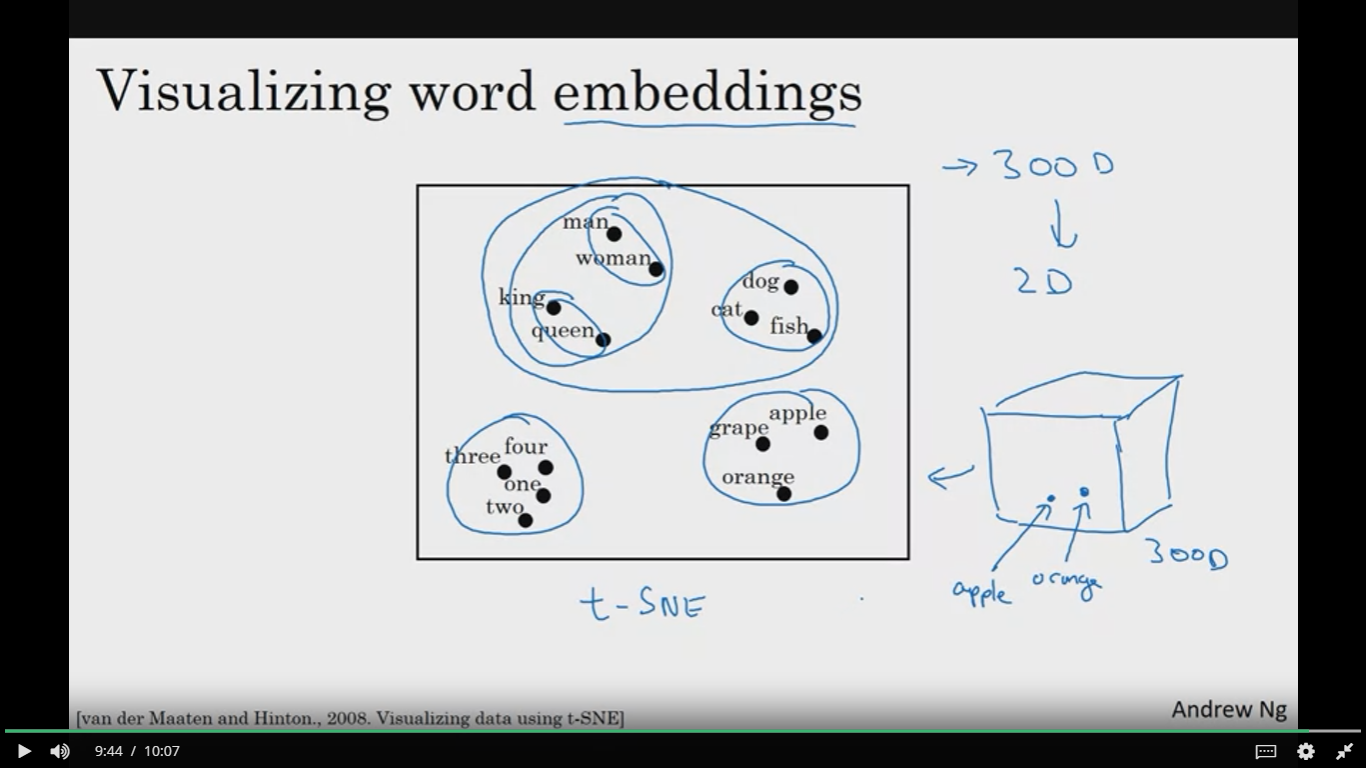 Visualizing word embeddings
→ 300D
↓
2D
man
woman
king
queen
dog
cat
fish
apple
grape
orange
three
four
one
two
apple
orange
300D
t-SNE
[van der Maaten and Hinton., 2008. Visualizing data using t-SNE]
Andrew Ng
9:44 / 10:07